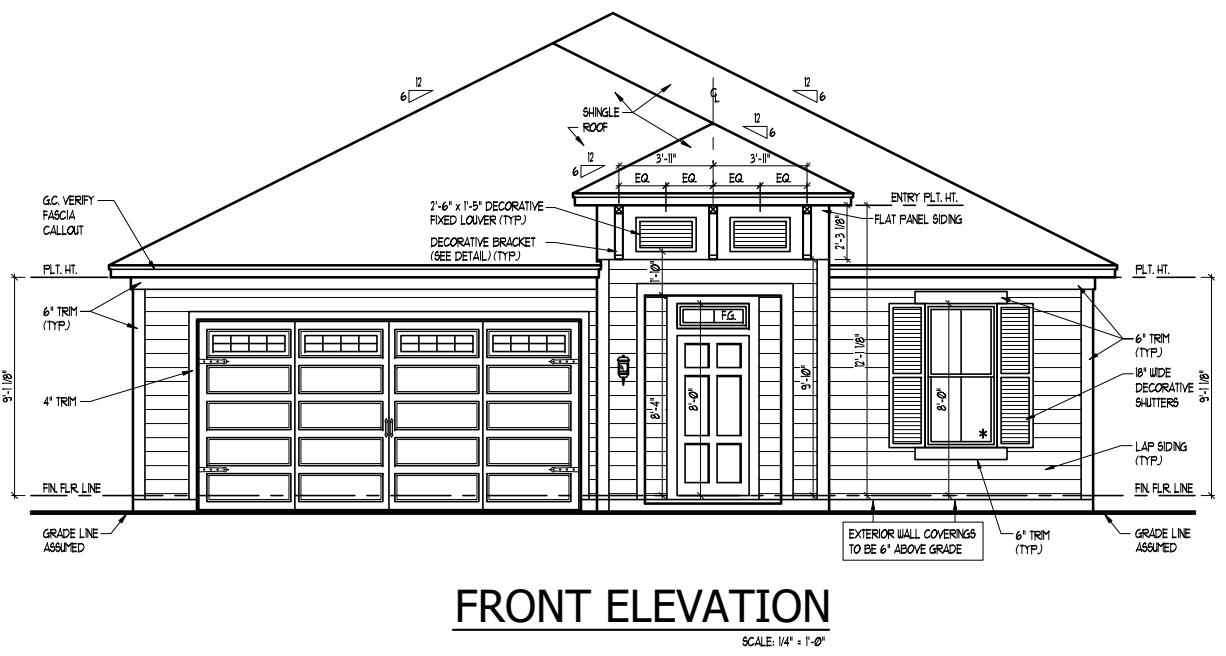 12
6
12
6
℄
SHINGLE
ROOF
12
6
12
6
3'-11"
3'-11"
EQ.
EQ.
EQ.
EQ.
G.C. VERIFY
FASCIA
CALLOUT
2'-6" x 1'-5" DECORATIVE
FIXED LOUVER (TYP.)
DECORATIVE BRACKET
(SEE DETAIL) (TYP.)
ENTRY PLT. HT.
FLAT PANEL SIDING
2'-3 1/8"
PLT. HT.
PLT. HT.
1'-10"
6" TRIM
(TYP.)
F.G.
6" TRIM
(TYP.)
12'-1 1/8"
9'-1 1/8"
4" TRIM
8'-4"
8'-0"
9'-10"
8'-0"
*
18" WIDE
DECORATIVE
SHUTTERS
9'-1 1/8"
LAP SIDING
(TYP.)
FIN. FLR. LINE
FIN. FLR. LINE
GRADE LINE
ASSUMED
EXTERIOR WALL COVERINGS
TO BE 6" ABOVE GRADE
6" TRIM
(TYP.)
GRADE LINE
ASSUMED
FRONT ELEVATION
SCALE: 1/4" = 1'-0"